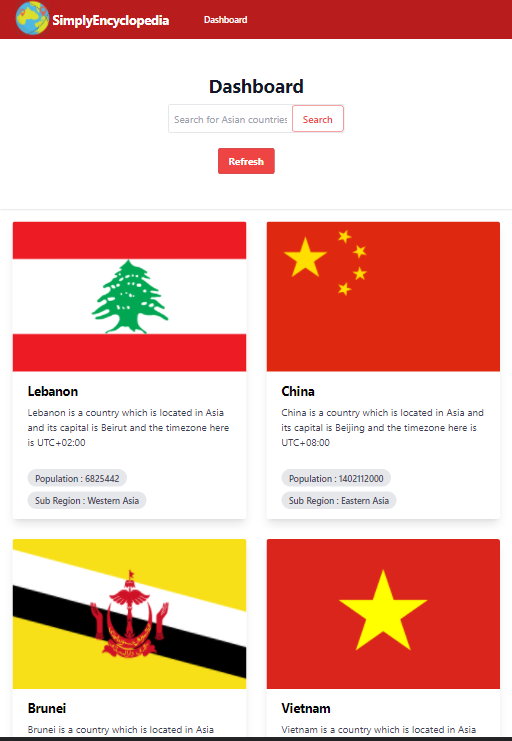 SimplyEncyclopedia
Dashboard
Dashboard
Search for Asian countries
Search
Refresh
Lebanon
Lebanon is a country which is located in Asia
and its capital is Beirut and the timezone here
is UTC+02:00
Population : 6825442
Sub Region : Western Asia
China
China is a country which is located in Asia and
its capital is Beijing and the timezone here is
UTC+08:00
Population : 1402112000
Sub Region : Eastern Asia
Brunei
Brunei is a country which is located in Asia
Vietnam
Vietnam is a country which is located in Asia